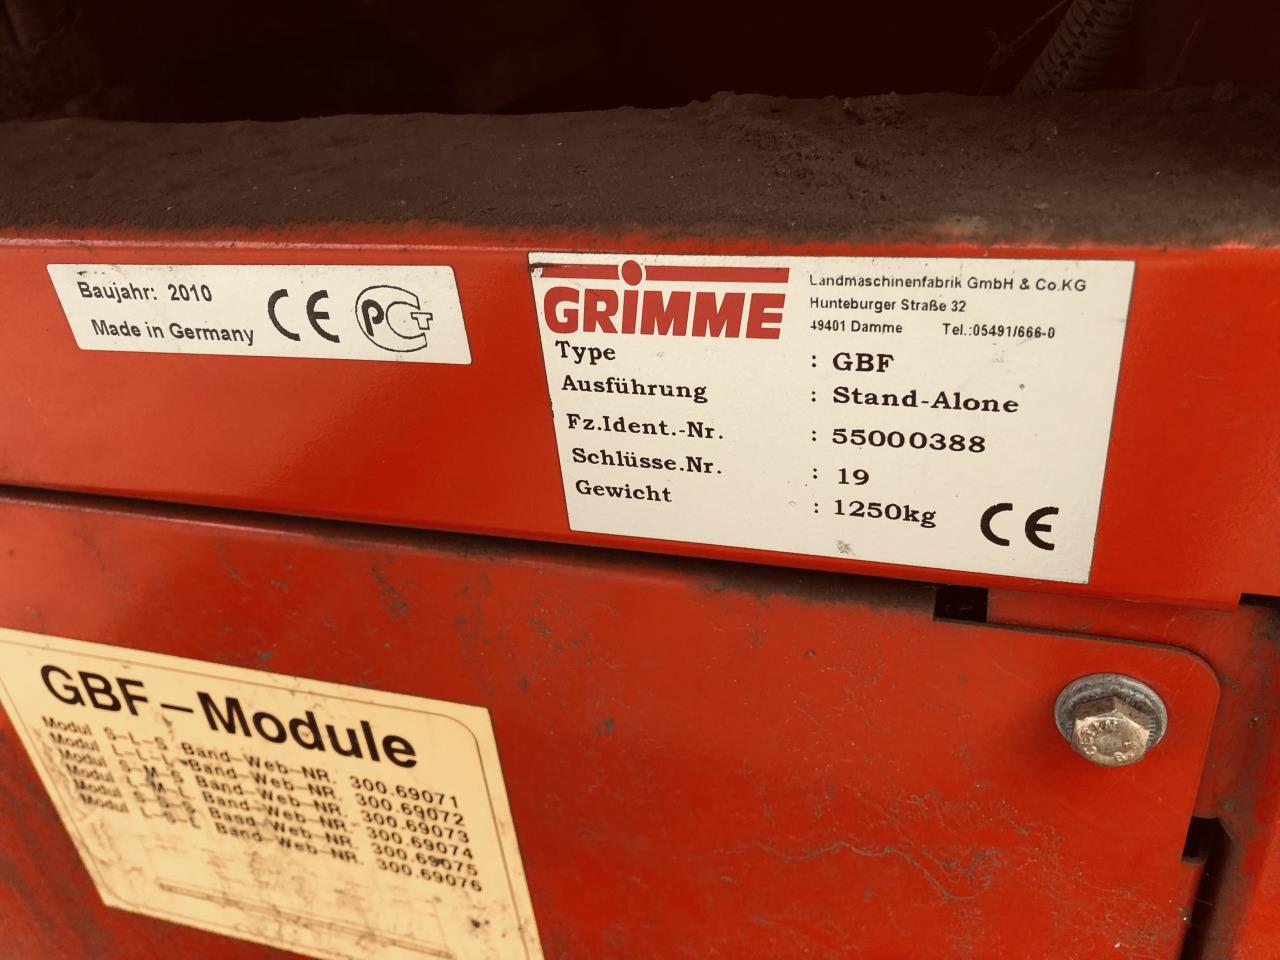 Baujahr: 2010
Made in Germany
CE
PCT
GRIMME
Landmaschinenfabrik GmbH & Co.KG
Hunteburger Straße 32
49401 Damme Tel.:05491/666-0
Type : GBF
Ausführung : Stand-Alone
Fz.Ident.-Nr. : 55000388
Schlüsse.Nr. : 19
Gewicht : 1250kg
CE
GBF-Module
Modul S-L-S Band-Web-NR. 300.69071
Modul L-L-L Band-Web-NR. 300.69072
Modul S-M-S Band-Web-NR. 300.69073
Modul L-M-L Band-Web-NR. 300.69074
Modul S-S-S Band-Web-NR. 300.69075
Modul L-S-L Band-Web-NR. 300.69076